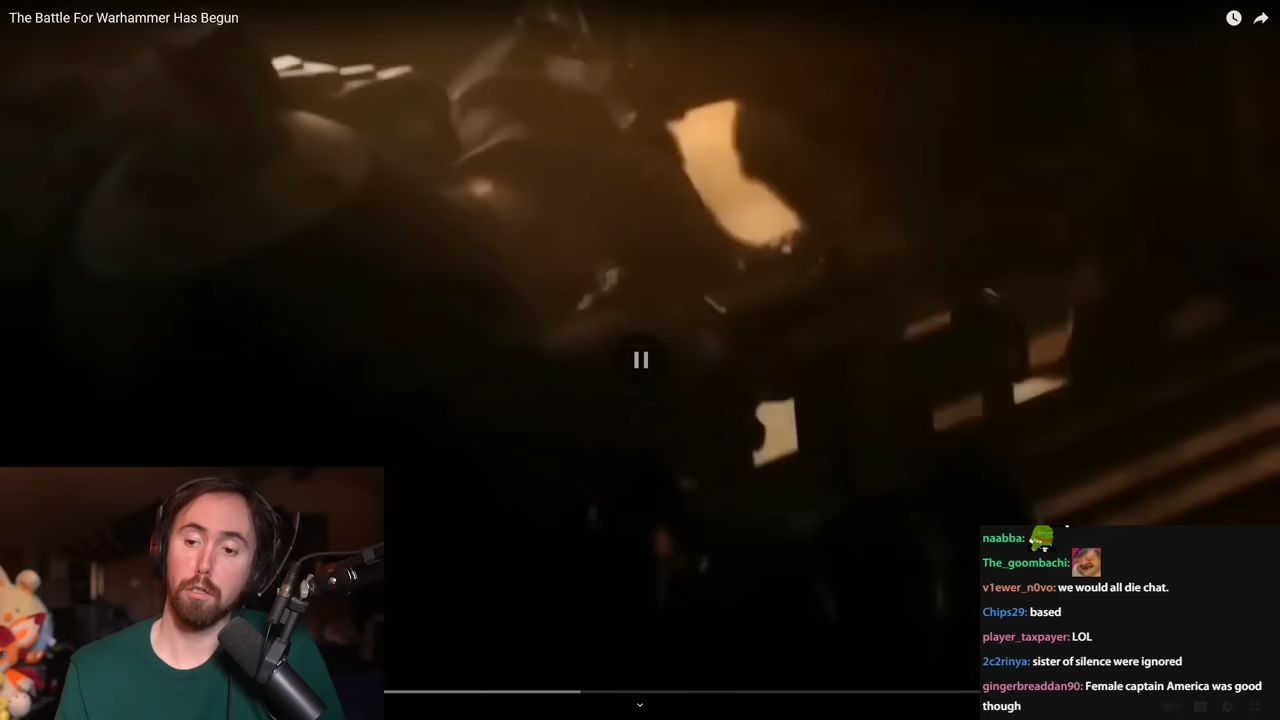 The Battle For Warhammer Has Begun
naabba:
The_goombachi:
v1ewer_n0vo: we would all die chat.
Chips29: based
player_taxpayer: LOL
2c2rinya: sister of silence were ignored
gingerbreaddan90: Female captain America was good
though